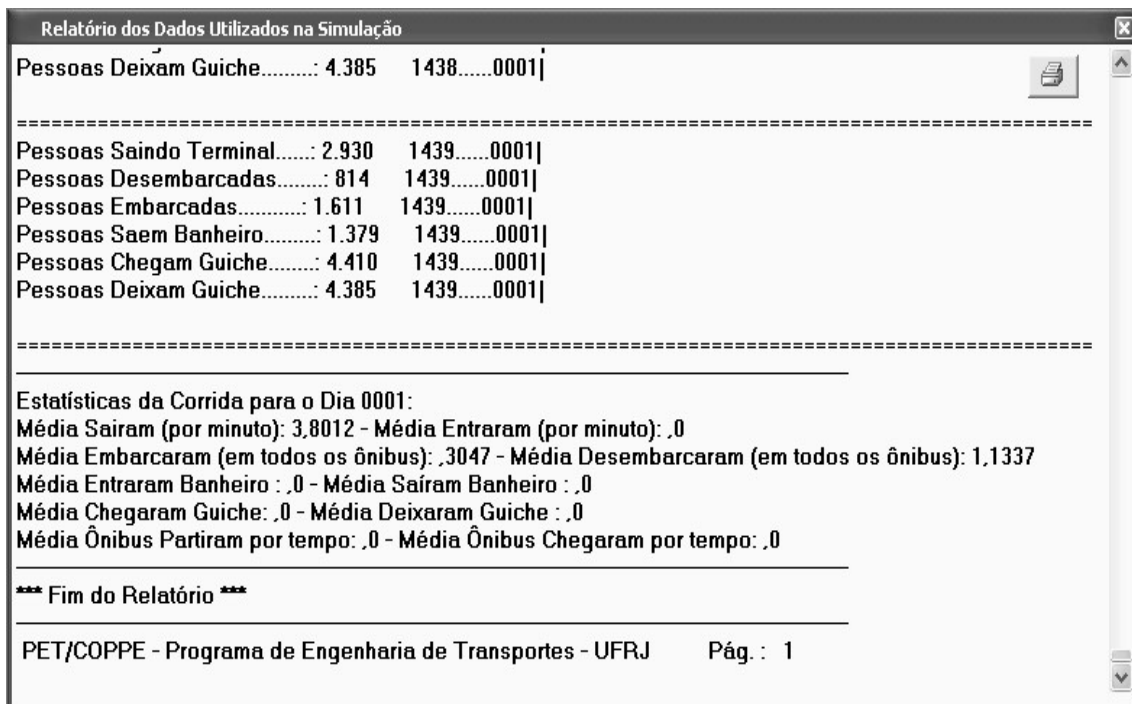 Relatório dos Dados Utilizados na Simulação
Pessoas Deixam Guiche.........: 4.385 1438......0001|
=============================================================================================
Pessoas Saindo Terminal......: 2.930 1439......0001|
Pessoas Desembarcadas........: 814 1439......0001|
Pessoas Embarcadas...........: 1.611 1439......0001|
Pessoas Saem Banheiro.........: 1.379 1439......0001|
Pessoas Chegam Guiche........: 4.410 1439......0001|
Pessoas Deixam Guiche.........: 4.385 1439......0001|
=============================================================================================
Estatísticas da Corrida para o Dia 0001:
Média Sairam (por minuto): 3,8012 - Média Entraram (por minuto): ,0
Média Embarcaram (em todos os ônibus): ,3047 - Média Desembarcaram (em todos os ônibus): 1,1337
Média Entraram Banheiro : ,0 - Média Saíram Banheiro : ,0
Média Chegaram Guiche: ,0 - Média Deixaram Guiche : ,0
Média Ônibus Partiram por tempo: ,0 - Média Ônibus Chegaram por tempo: ,0
*** Fim do Relatório ***
PET/COPPE - Programa de Engenharia de Transportes - UFRJ Pág. : 1